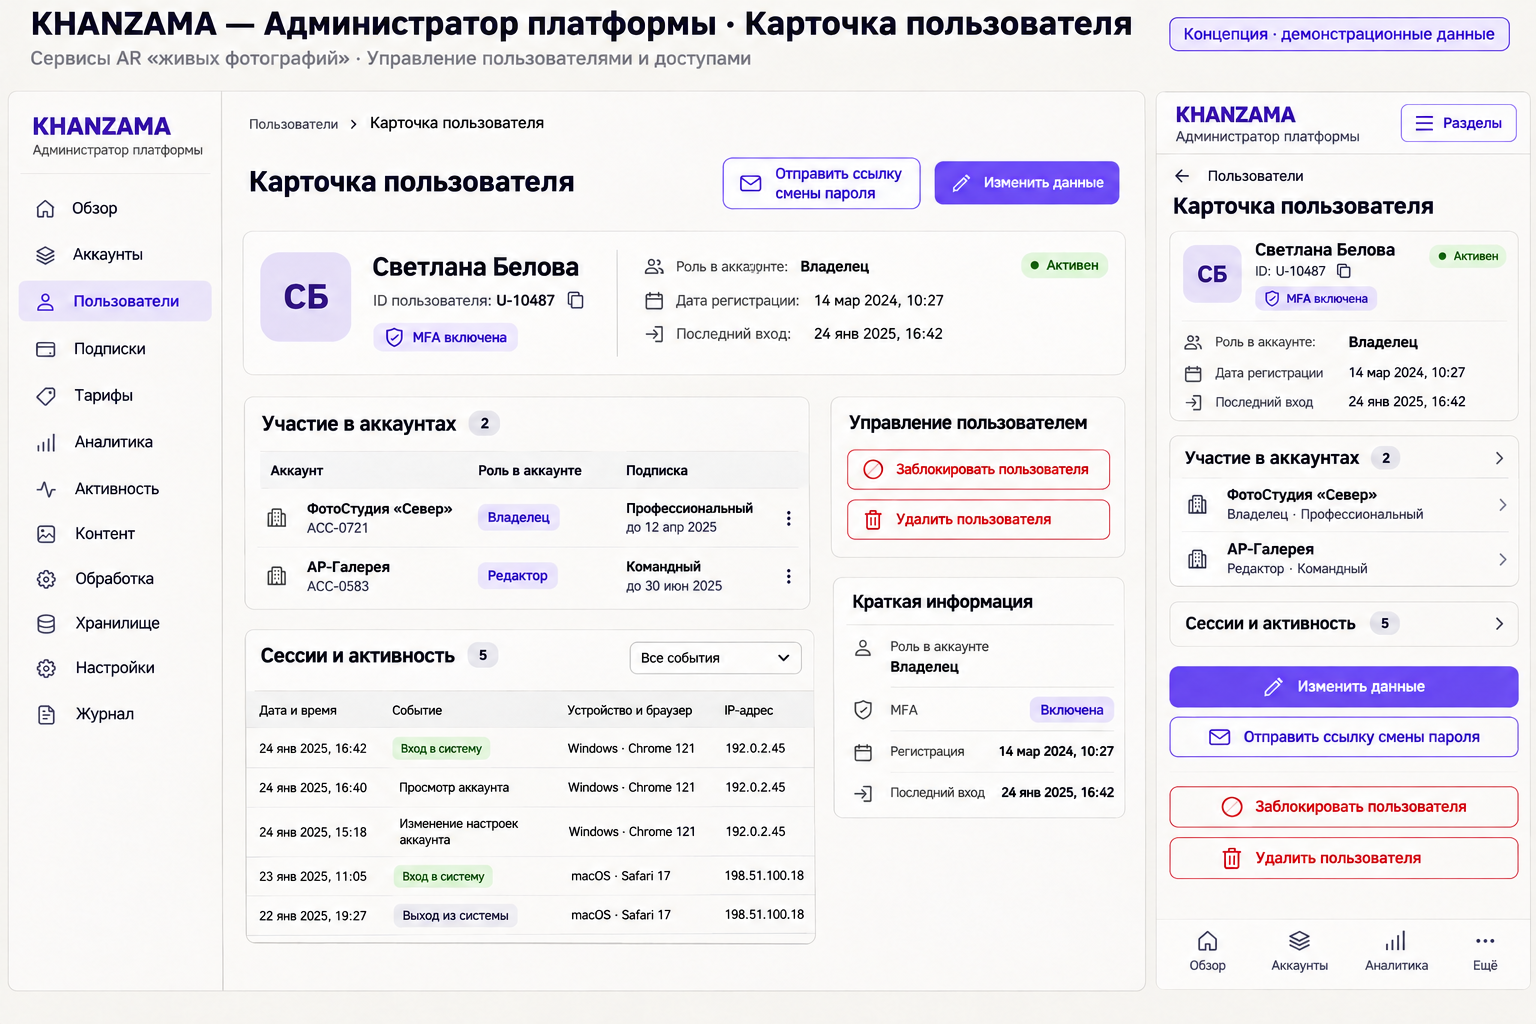 KHANZAMA — Администратор платформы · Карточка пользователя
Сервисы AR «живых фотографий» · Управление пользователями и доступами
Концепция · демонстрационные данные
KHANZAMA
Администратор платформы
Обзор
Аккаунты
Пользователи
Подписки
Тарифы
Аналитика
Активность
Контент
Обработка
Хранилище
Настройки
Журнал
Пользователи > Карточка пользователя
Карточка пользователя
Отправить ссылку
смены пароля
Изменить данные
СБ
Светлана Белова
ID пользователя: U-10487
MFA включена
Роль в аккаунте: Владелец
Дата регистрации: 14 мар 2024, 10:27
Последний вход: 24 янв 2025, 16:42
Активен
Участие в аккаунтах 2
Аккаунт Роль в аккаунте Подписка
ФотоСтудия «Север»
ACC-0721
Владелец
Профессиональный
до 12 апр 2025
АР-Галерея
ACC-0583
Редактор
Командный
до 30 июн 2025
Сессии и активность 5
Все события
Дата и время Событие Устройство и браузер IP-адрес
24 янв 2025, 16:42 Вход в систему Windows · Chrome 121 192.0.2.45
24 янв 2025, 16:40 Просмотр аккаунта Windows · Chrome 121 192.0.2.45
24 янв 2025, 15:18 Изменение настроек
аккаунта Windows · Chrome 121 192.0.2.45
23 янв 2025, 11:05 Вход в систему macOS · Safari 17 198.51.100.18
22 янв 2025, 19:27 Выход из системы macOS · Safari 17 198.51.100.18
Управление пользователем
Заблокировать пользователя
Удалить пользователя
Краткая информация
Роль в аккаунте
Владелец
MFA Включена
Регистрация 14 мар 2024, 10:27
Последний вход 24 янв 2025, 16:42
KHANZAMA
Администратор платформы
Разделы
Пользователи
Карточка пользователя
СБ
Светлана Белова
ID: U-10487
MFA включена
Активен
Роль в аккаунте: Владелец
Дата регистрации 14 мар 2024, 10:27
Последний вход 24 янв 2025, 16:42
Участие в аккаунтах 2
ФотоСтудия «Север»
Владелец · Профессиональный
АР-Галерея
Редактор · Командный
Сессии и активность 5
Изменить данные
Отправить ссылку смены пароля
Заблокировать пользователя
Удалить пользователя
Обзор
Аккаунты
Аналитика
Ещё